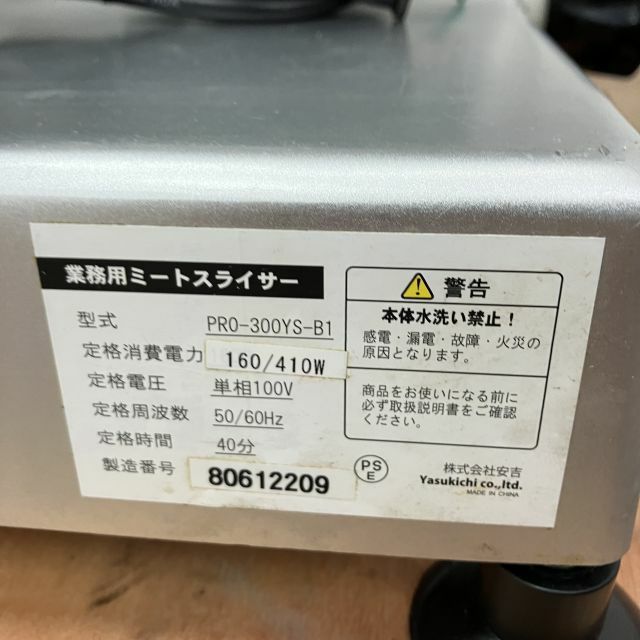 業務用ミートスライサー
型式 PRO-300YS-B1
定格消費電力 160/410W
定格電圧 単相100V
定格周波数 50/60Hz
定格時間 40分
製造番号 80612209
警告
本体水洗い禁止！
感電・漏電・故障・火災の
原因となります。
商品をお使いになる前に
必ず取扱説明書をご確認
ください。
PSE
株式会社安吉
Yasukichi co.,ltd.
MADE IN CHINA